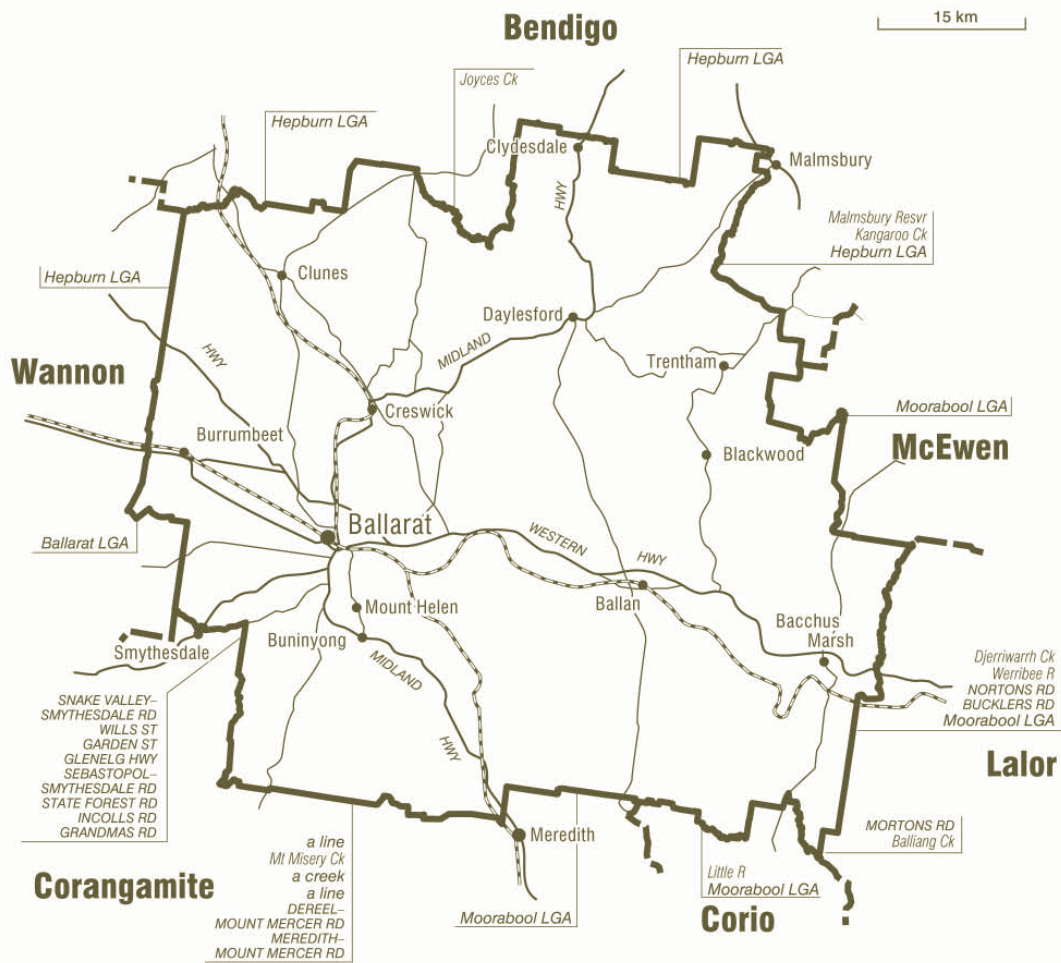 Bendigo
15 km
Hepburn LGA
Joyces Ck
Hepburn LGA
Clydesdale
Malmsbury
HWY
Malmsbury Resvr
Kangaroo Ck
Hepburn LGA
Hepburn LGA
Clunes
Daylesford
MIDLAND
HWY
Trentham
Wannon
Creswick
Moorabool LGA
Burrumbeet
McEwen
Blackwood
Ballarat
WESTERN
HWY
Ballarat LGA
Ballan
Mount Helen
Bacchus
Marsh
Buninyong
Smythesdale
MIDLAND
HWY
Djerriwarrh Ck
Werribee R
NORTONS RD
BUCKLERS RD
Moorabool LGA
SNAKE VALLEY–
SMYTHESDALE RD
WILLS ST
GARDEN ST
GLENELG HWY
SEBASTOPOL–
SMYTHESDALE RD
STATE FOREST RD
INCOLLS RD
GRANDMAS RD
Lalor
Meredith
MORTONS RD
Balliang Ck
a line
Mt Misery Ck
a creek
a line
DEREEL–
MOUNT MERCER RD
MEREDITH–
MOUNT MERCER RD
Corangamite
Little R
Moorabool LGA
Moorabool LGA
Corio